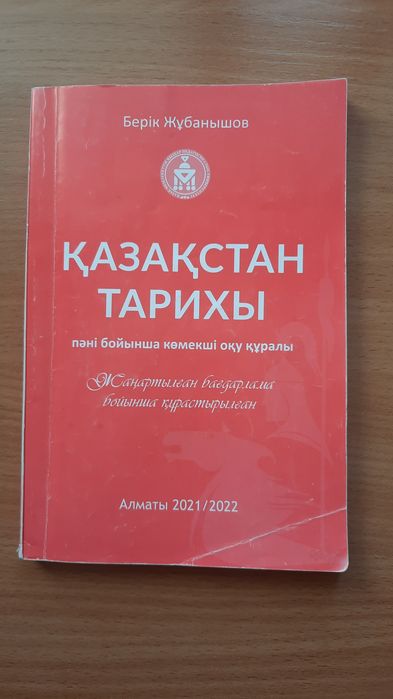 Берік Жұбанышов
ҚАЗАҚСТАН
ТАРИХЫ
пәні бойынша көмекші оқу құралы
Жаңартылған бағдарлама
бойынша құрастырылған
Алматы 2021/2022